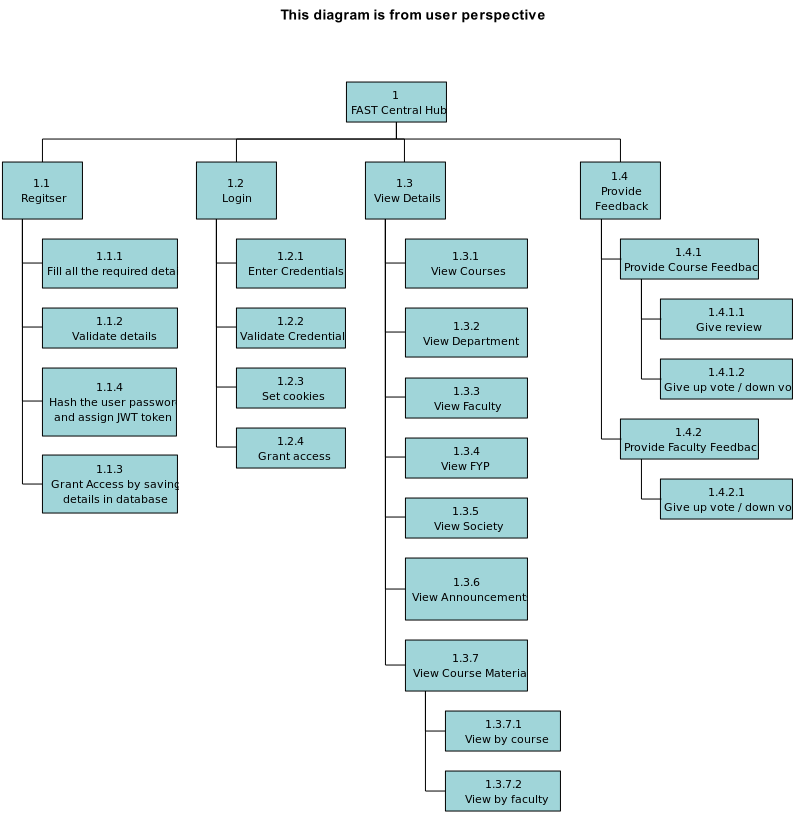 This diagram is from user perspective
1
FAST Central Hub
1.1
Regitser
1.1.1
Fill all the required deta
1.1.2
Validate details
1.1.4
Hash the user password
and assign JWT token
1.1.3
Grant Access by saving
details in database
1.2
Login
1.2.1
Enter Credentials
1.2.2
Validate Credential
1.2.3
Set cookies
1.2.4
Grant access
1.3
View Details
1.3.1
View Courses
1.3.2
View Department
1.3.3
View Faculty
1.3.4
View FYP
1.3.5
View Society
1.3.6
View Announcement
1.3.7
View Course Materia
1.3.7.1
View by course
1.3.7.2
View by faculty
1.4
Provide
Feedback
1.4.1
Provide Course Feedbac
1.4.1.1
Give review
1.4.1.2
Give up vote / down vo
1.4.2
Provide Faculty Feedbac
1.4.2.1
Give up vote / down vo